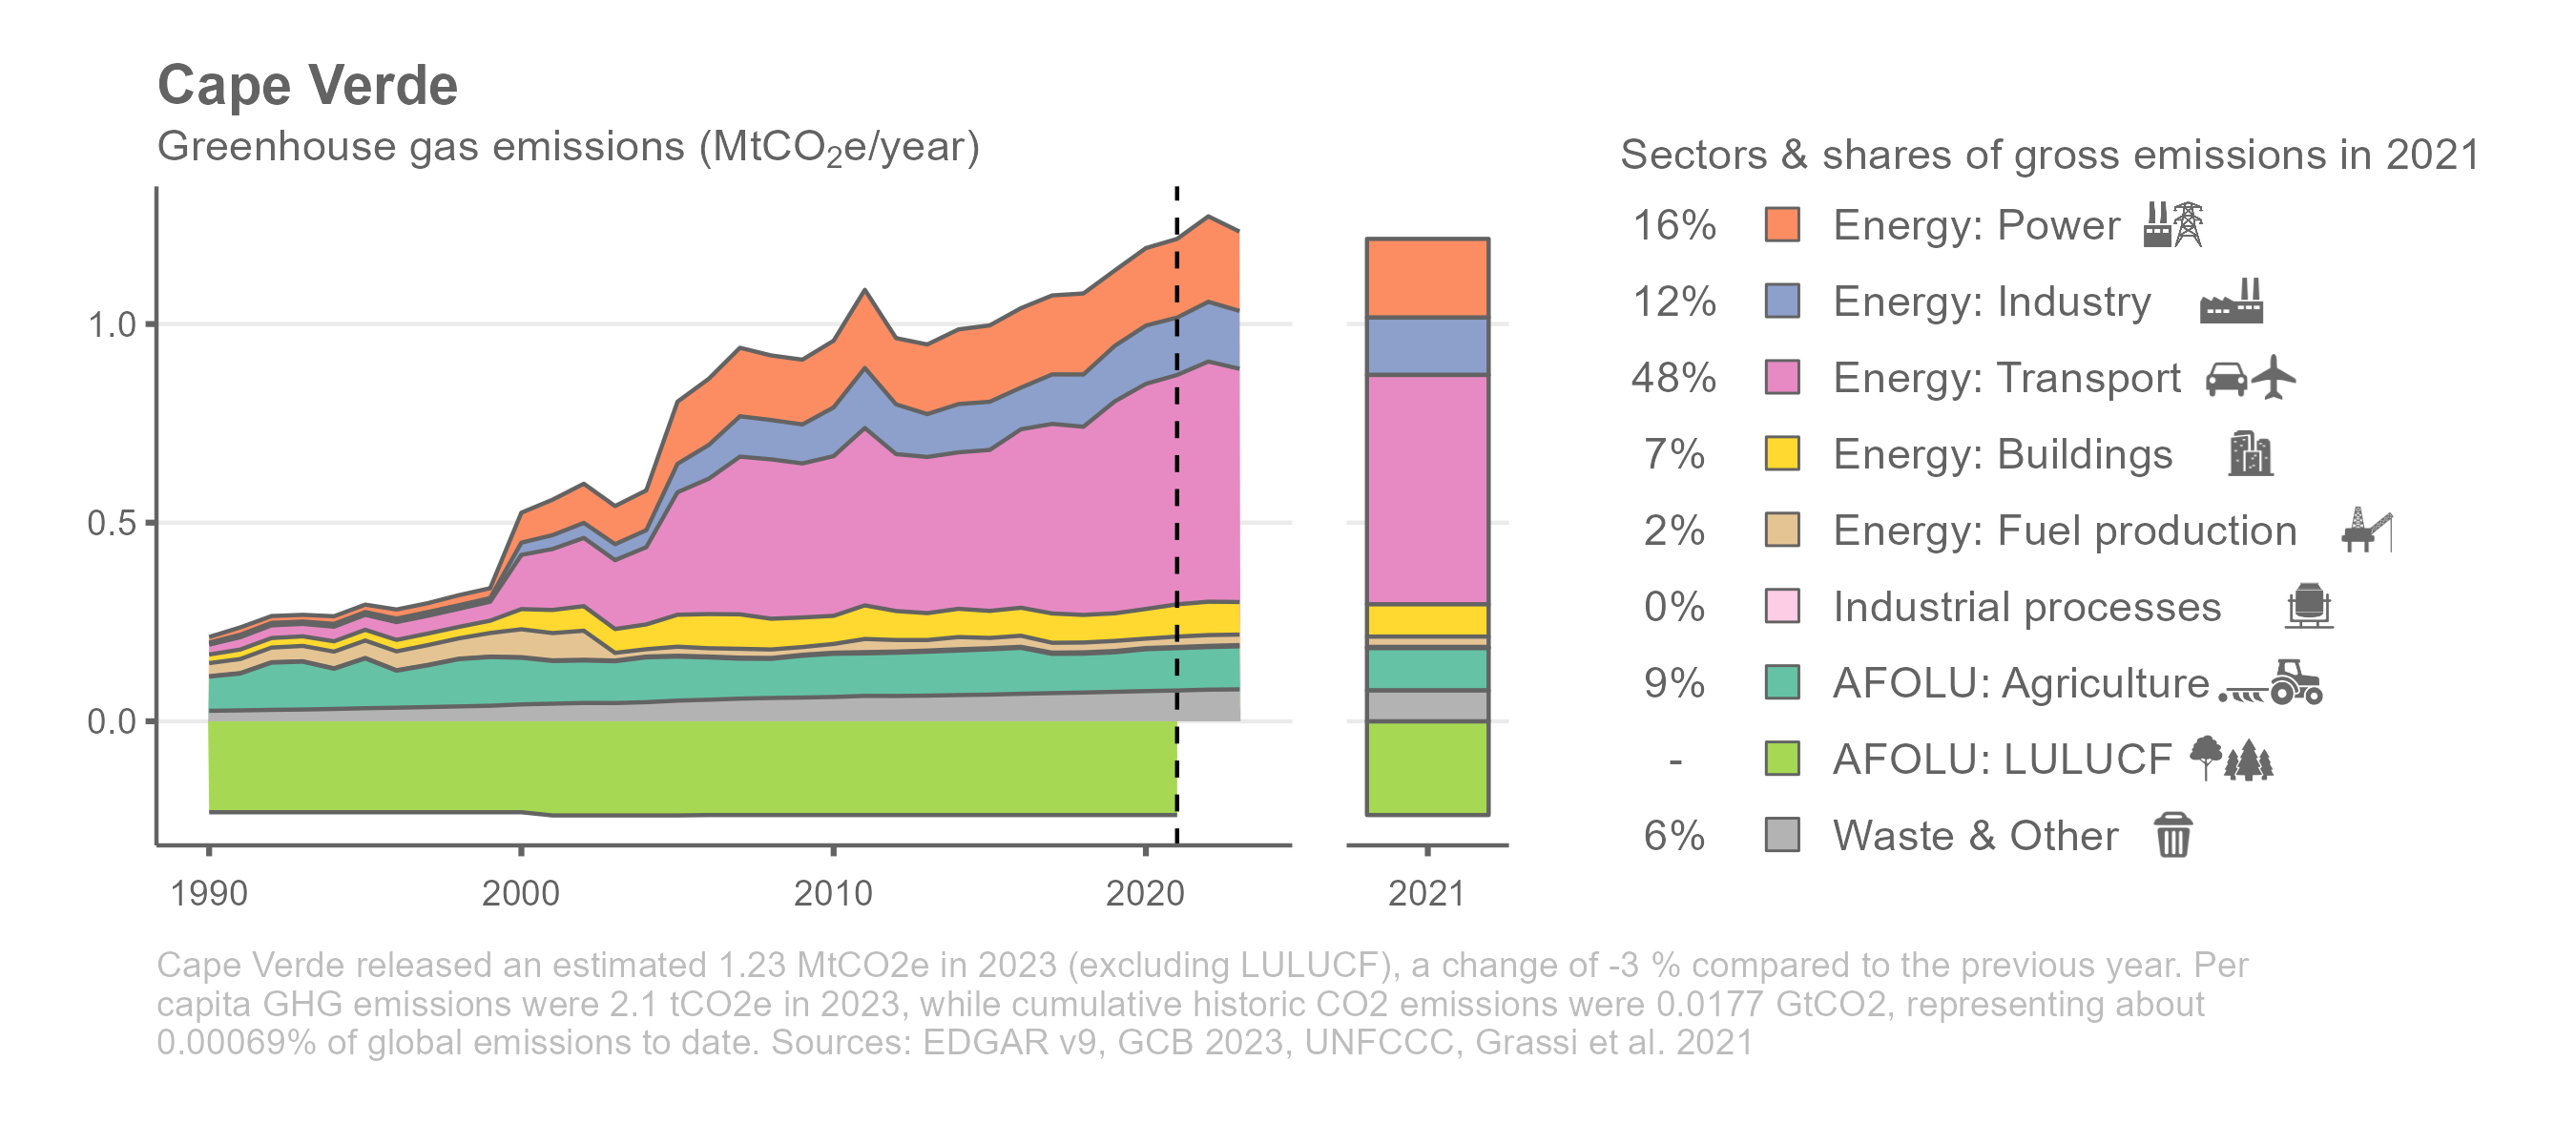 Cape Verde
Greenhouse gas emissions (MtCO₂e/year)
1.0
0.5
0.0
1990 2000 2010 2020 2021
Sectors & shares of gross emissions in 2021
16% Energy: Power
12% Energy: Industry
48% Energy: Transport
7% Energy: Buildings
2% Energy: Fuel production
0% Industrial processes
9% AFOLU: Agriculture
- AFOLU: LULUCF
6% Waste & Other
Cape Verde released an estimated 1.23 MtCO2e in 2023 (excluding LULUCF), a change of -3 % compared to the previous year. Per
capita GHG emissions were 2.1 tCO2e in 2023, while cumulative historic CO2 emissions were 0.0177 GtCO2, representing about
0.00069% of global emissions to date. Sources: EDGAR v9, GCB 2023, UNFCCC, Grassi et al. 2021